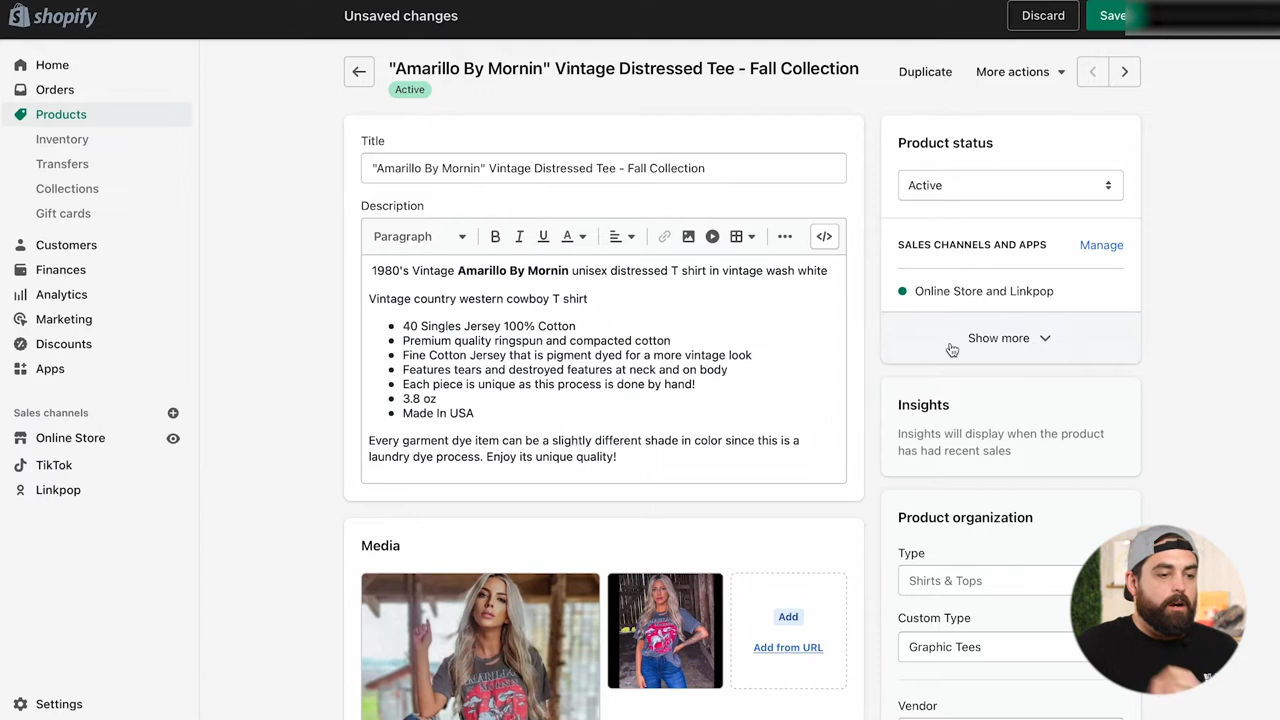 shopify
Unsaved changes
Discard
Save
Home
Orders
Products
Inventory
Transfers
Collections
Gift cards
Customers
Finances
Analytics
Marketing
Discounts
Apps
Sales channels
Online Store
TikTok
Linkpop
Settings
"Amarillo By Mornin" Vintage Distressed Tee - Fall Collection
Active
Duplicate
More actions
Title
"Amarillo By Mornin" Vintage Distressed Tee - Fall Collection
Description
Paragraph
B I U A
</>
1980's Vintage Amarillo By Mornin unisex distressed T shirt in vintage wash white
Vintage country western cowboy T shirt
40 Singles Jersey 100% Cotton
Premium quality ringspun and compacted cotton
Fine Cotton Jersey that is pigment dyed for a more vintage look
Features tears and destroyed features at neck and on body
Each piece is unique as this process is done by hand!
3.8 oz
Made In USA
Every garment dye item can be a slightly different shade in color since this is a
laundry dye process. Enjoy its unique quality!
Media
Add
Add from URL
Product status
Active
SALES CHANNELS AND APPS
Manage
Online Store and Linkpop
Show more
Insights
Insights will display when the product
has had recent sales
Product organization
Type
Shirts & Tops
Custom Type
Graphic Tees
Vendor